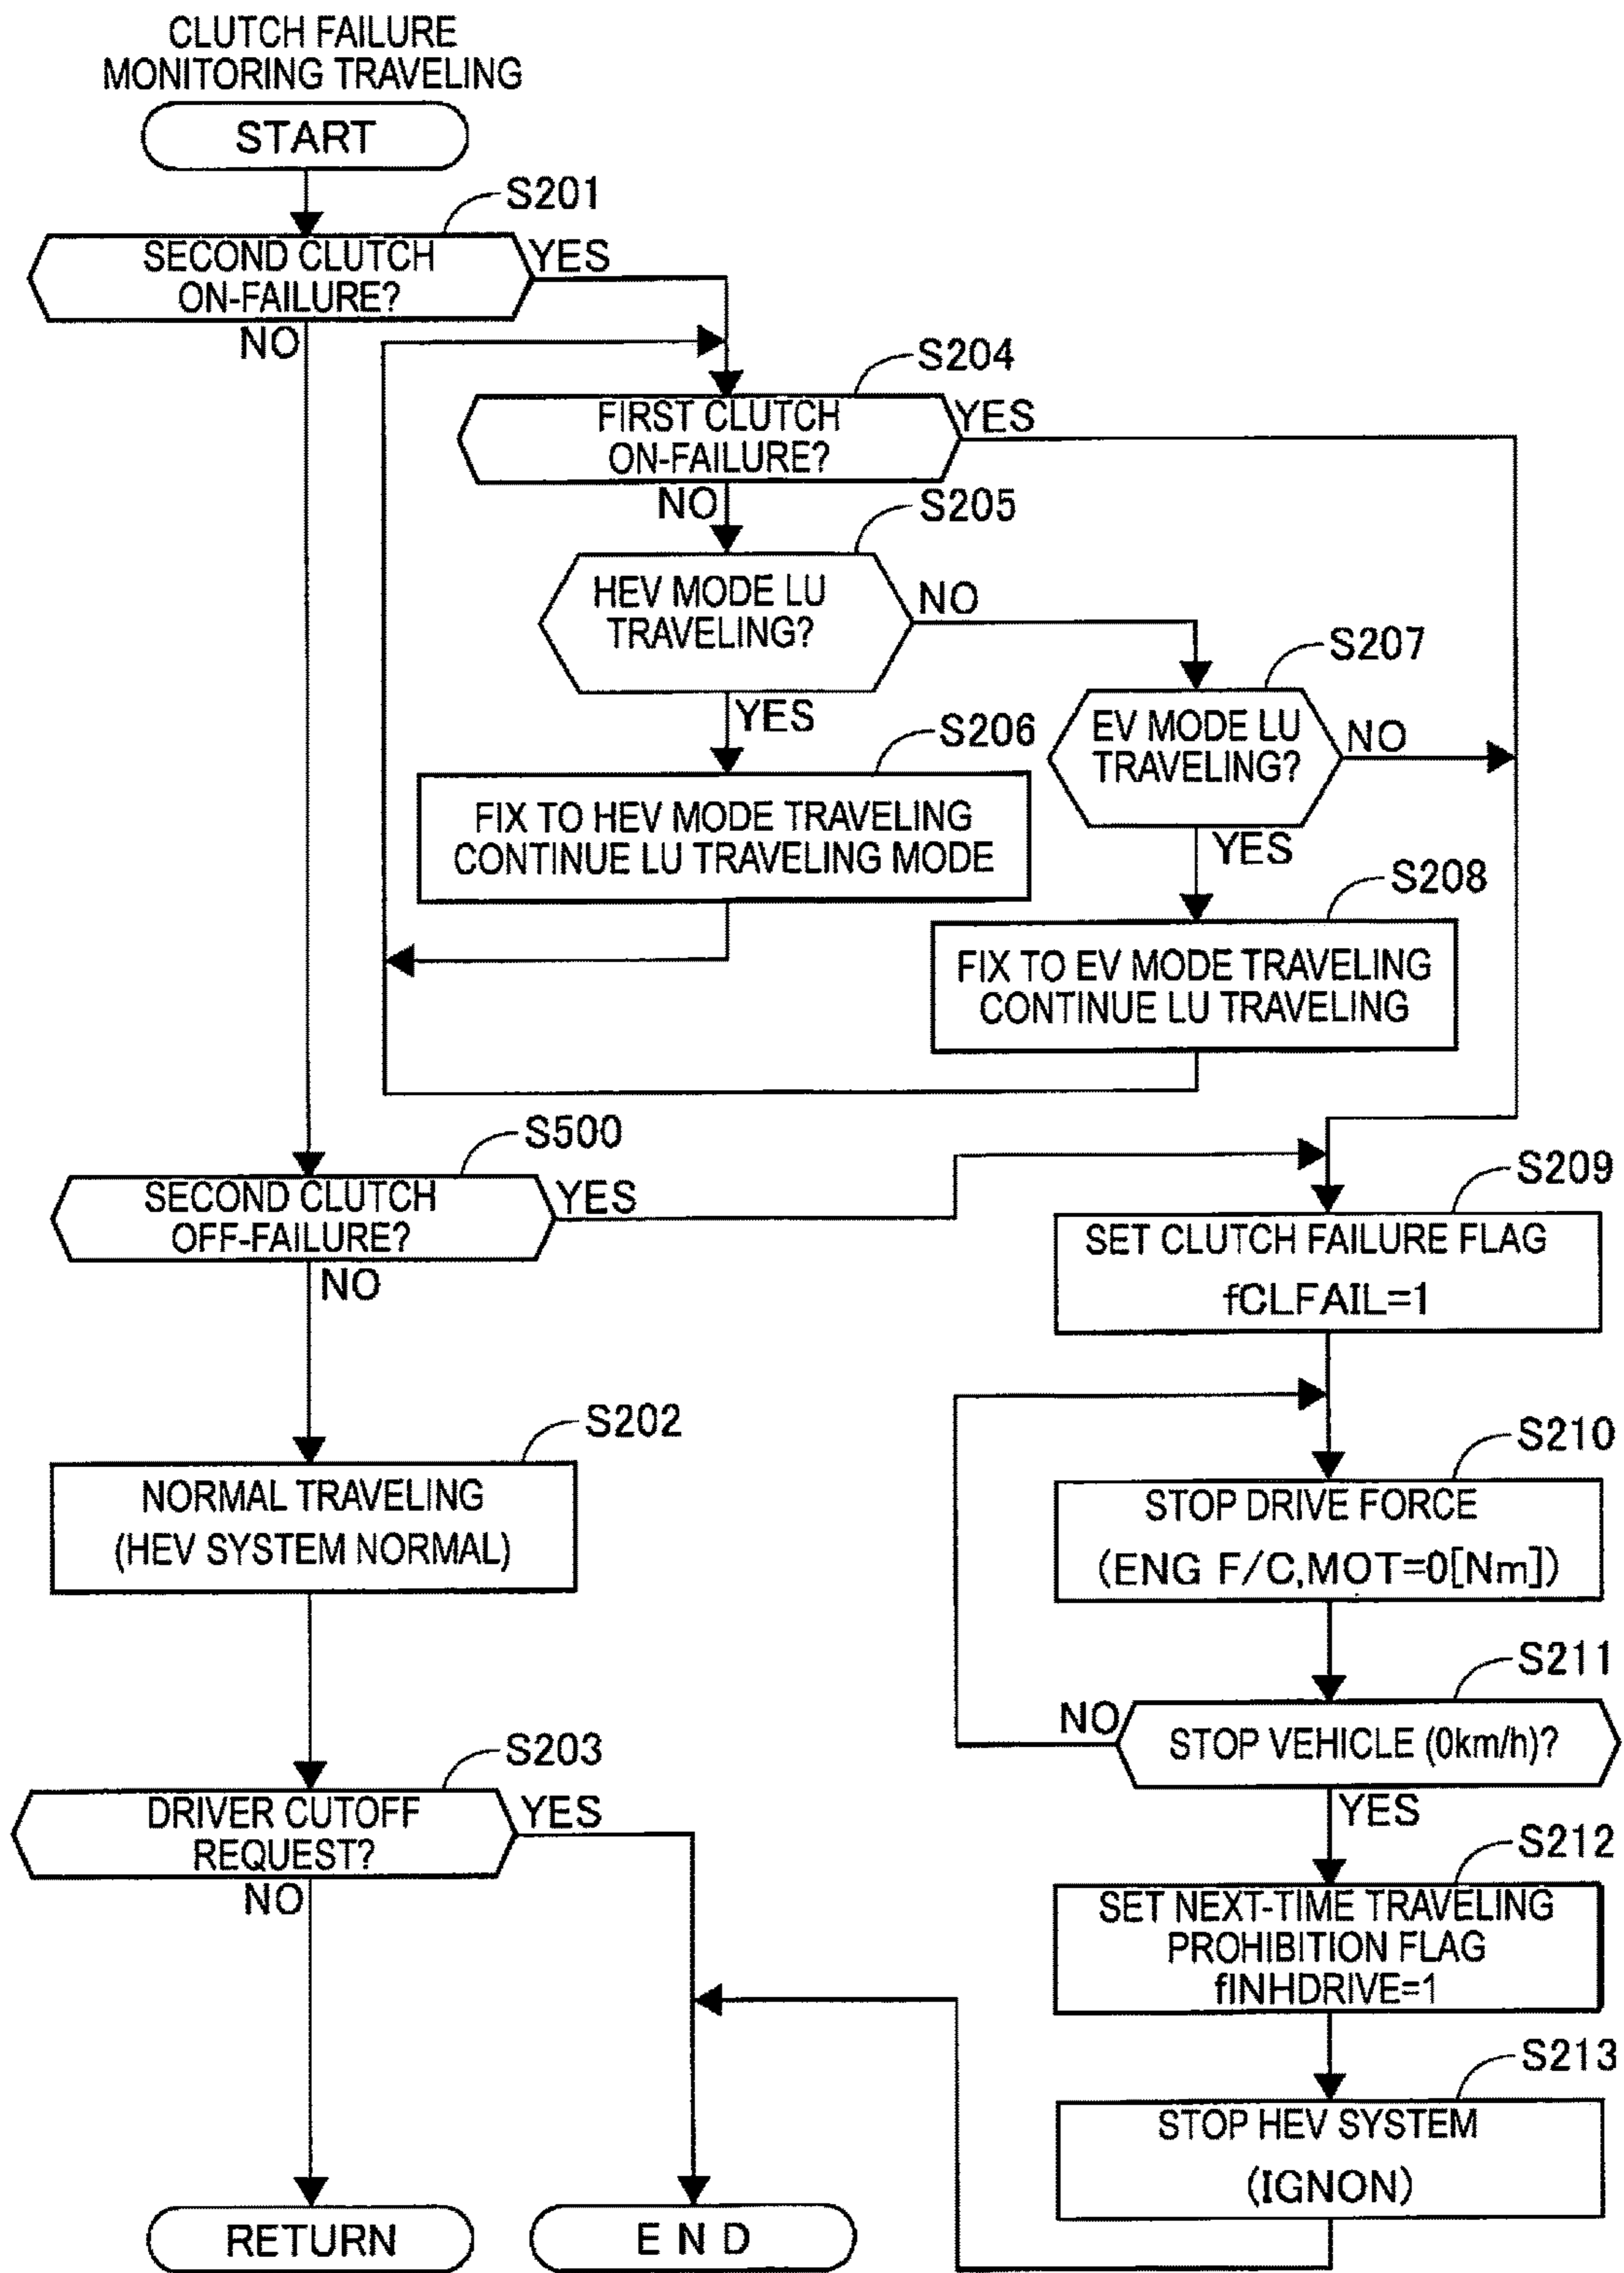 CLUTCH FAILURE
MONITORING TRAVELING
START
S201
SECOND CLUTCH
ON-FAILURE?
YES
NO
S204
FIRST CLUTCH
ON-FAILURE?
YES
NO
S205
HEV MODE LU
TRAVELING?
NO
YES
S207
EV MODE LU
TRAVELING?
NO
YES
S206
FIX TO HEV MODE TRAVELING
CONTINUE LU TRAVELING MODE
S208
FIX TO EV MODE TRAVELING
CONTINUE LU TRAVELING
S500
SECOND CLUTCH
OFF-FAILURE?
YES
NO
S209
SET CLUTCH FAILURE FLAG
fCLFAIL=1
S202
NORMAL TRAVELING
(HEV SYSTEM NORMAL)
S210
STOP DRIVE FORCE
(ENG F/C,MOT=0[Nm])
S211
STOP VEHICLE (0km/h)?
NO
YES
S203
DRIVER CUTOFF
REQUEST?
YES
NO
S212
SET NEXT-TIME TRAVELING
PROHIBITION FLAG
fINHDRIVE=1
S213
STOP HEV SYSTEM
(IGNON)
RETURN
END